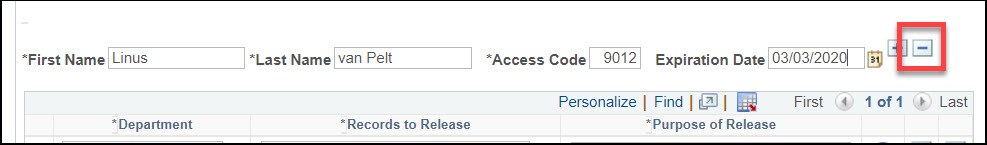 *First Name Linus *Last Name van Pelt *Access Code 9012 Expiration Date 03/03/2020 31
Personalize | Find | First 1 of 1 Last
*Department *Records to Release *Purpose of Release